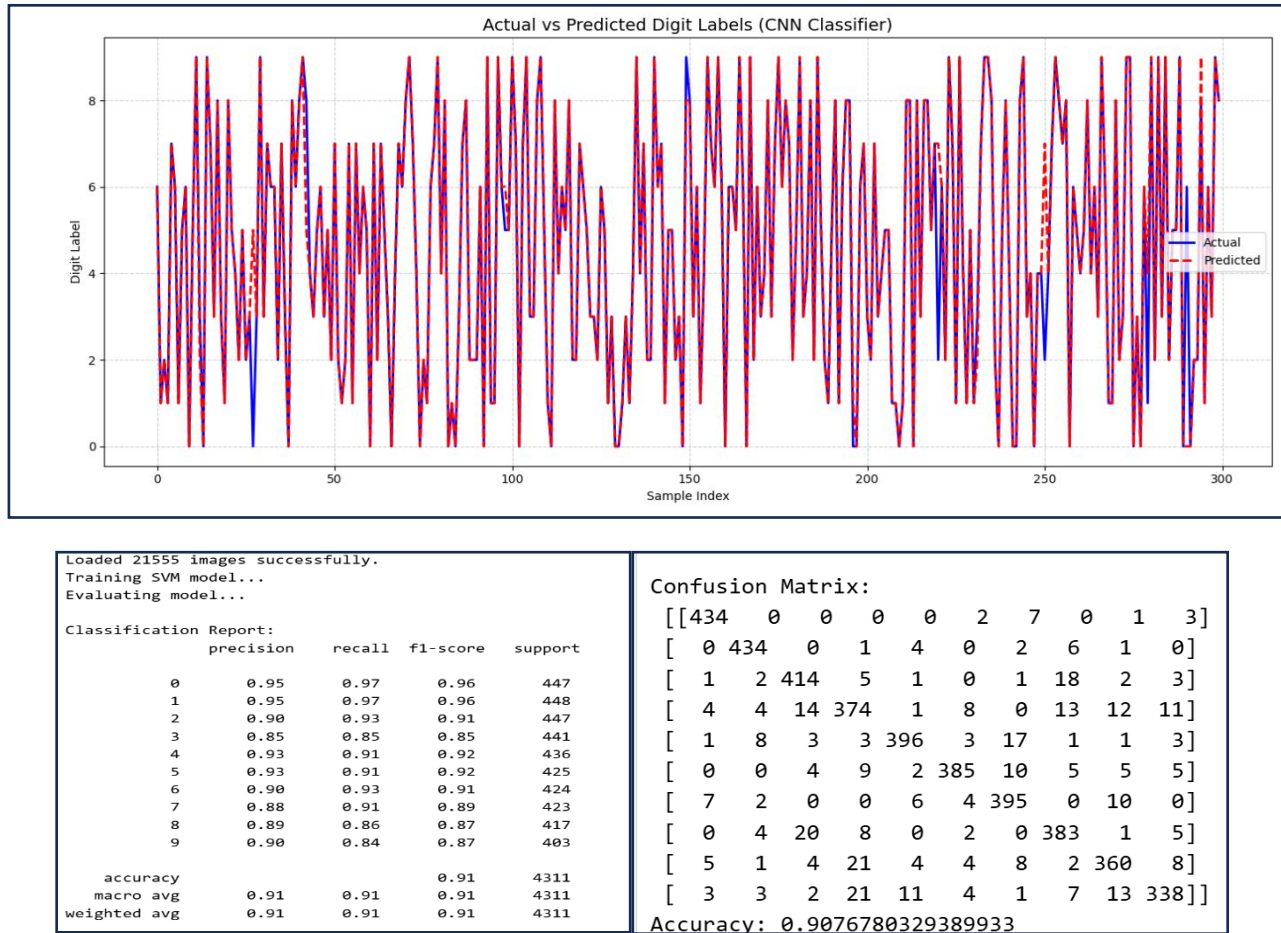 Actual vs Predicted Digit Labels (CNN Classifier)
8
6
4
2
0
Digit Label
Actual
Predicted
0 50 100 150 200 250 300
Sample Index
Loaded 21555 images successfully.
Training SVM model...
Evaluating model...
Classification Report:
precision recall f1-score support
0 0.95 0.97 0.96 447
1 0.95 0.97 0.96 448
2 0.90 0.93 0.91 447
3 0.85 0.85 0.85 441
4 0.93 0.91 0.92 436
5 0.93 0.91 0.92 425
6 0.90 0.93 0.91 424
7 0.88 0.91 0.89 423
8 0.89 0.86 0.87 417
9 0.90 0.84 0.87 403
accuracy 0.91 4311
macro avg 0.91 0.91 0.91 4311
weighted avg 0.91 0.91 0.91 4311
Confusion Matrix:
[[434 0 0 0 0 2 7 0 1 3]
[ 0 434 0 1 4 0 2 6 1 0]
[ 1 2 414 5 1 0 1 18 2 3]
[ 4 4 14 374 1 8 0 13 12 11]
[ 1 8 3 3 396 3 17 1 1 3]
[ 0 0 4 9 2 385 10 5 5 5]
[ 7 2 0 0 6 4 395 0 10 0]
[ 0 4 20 8 0 2 0 383 1 5]
[ 5 1 4 21 4 4 8 2 360 8]
[ 3 3 2 21 11 4 1 7 13 338]]
Accuracy: 0.9076780329389933